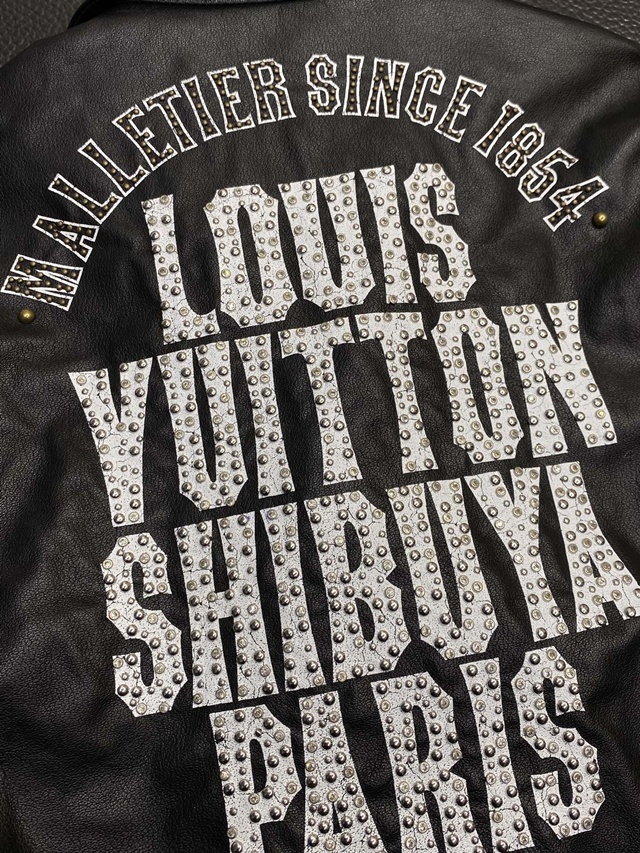 MALLETIER SINCE 1854
LOUIS
VUITTON
SHIBUYA
PARIS